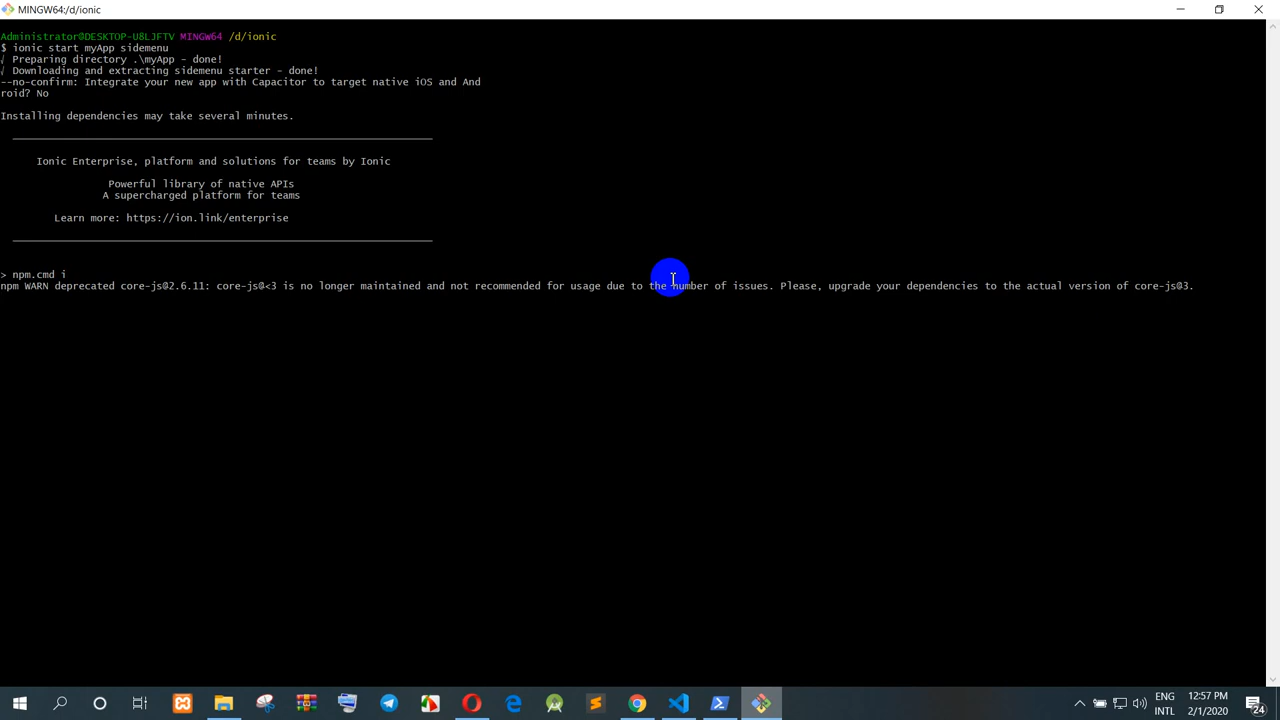 MINGW64:/d/ionic
Administrator@DESKTOP-U8LJFTV MINGW64 /d/ionic
$ ionic start myApp sidemenu
√ Preparing directory .\myApp - done!
√ Downloading and extracting sidemenu starter - done!
--no-confirm: Integrate your new app with Capacitor to target native iOS and And
roid? No
Installing dependencies may take several minutes.
Ionic Enterprise, platform and solutions for teams by Ionic
Powerful library of native APIs
A supercharged platform for teams
Learn more: https://ion.link/enterprise
> npm.cmd i
npm WARN deprecated core-js@2.6.11: core-js@<3 is no longer maintained and not recommended for usage due to the number of issues. Please, upgrade your dependencies to the actual version of core-js@3.
ENG
INTL
12:57 PM
2/1/2020
24